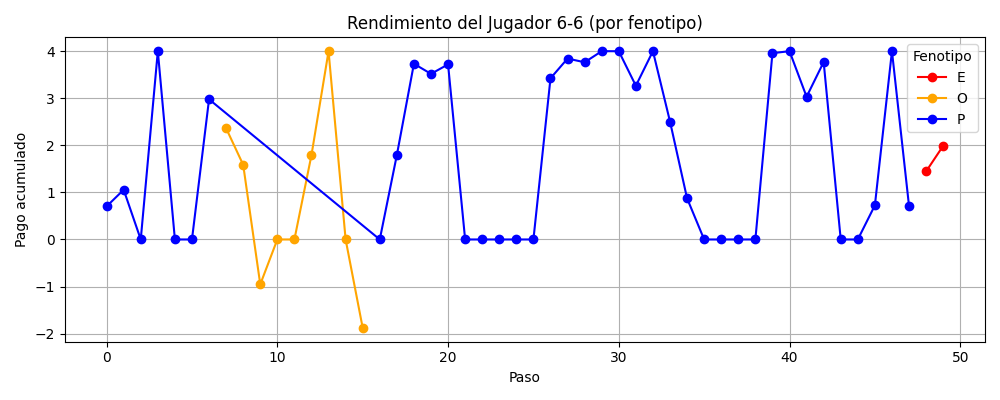 Rendimiento del Jugador 6-6 (por fenotipo)
Pago acumulado
4
3
2
1
0
−1
−2
Fenotipo
E
O
P
0 10 20 30 40 50
Paso